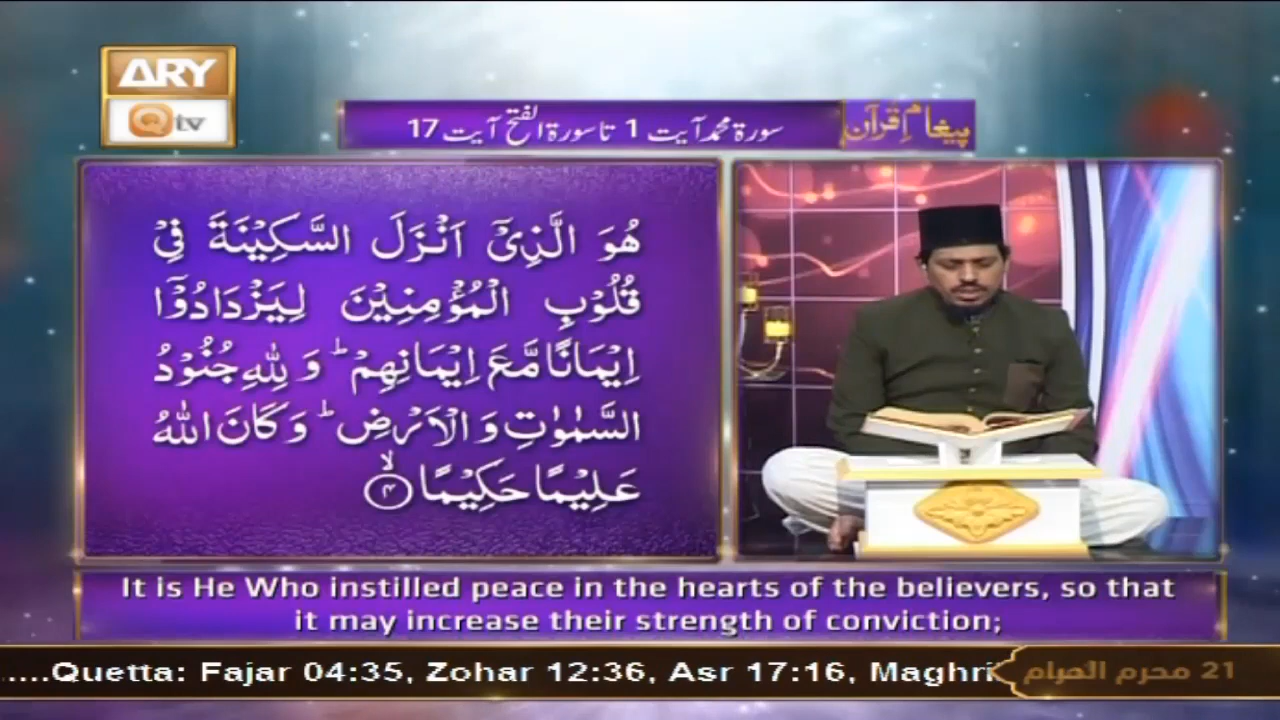 ARY
Qtv
پیغام قرآن
سورۃ محمد آیت 1 تا سورۃ الفتح آیت 17
هُوَ الَّذِیْۤ اَنْزَلَ السَّكِیْنَةَ فِیْ
قُلُوْبِ الْمُؤْمِنِیْنَ لِیَزْدَادُوْۤا
اِیْمَانًا مَّعَ اِیْمَانِهِمْ ؕ وَ لِلّٰهِ جُنُوْدُ
السَّمٰوٰتِ وَ الْاَرْضِ ؕ وَ كَانَ اللّٰهُ
عَلِیْمًا حَكِیْمًا ۙ﴿۴﴾
It is He Who instilled peace in the hearts of the believers, so that
it may increase their strength of conviction;
.....Quetta: Fajar 04:35, Zohar 12:36, Asr 17:16, Maghri
21 محرم الحرام